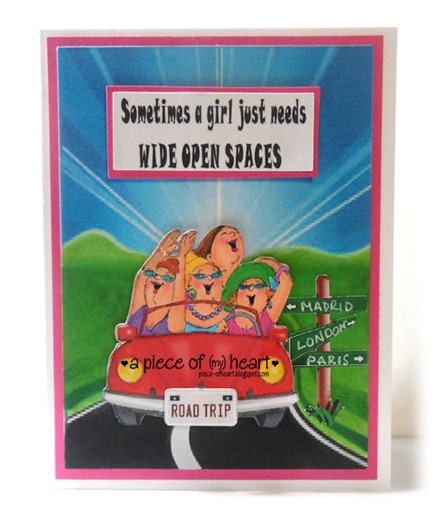 Sometimes a girl just needs
WIDE OPEN SPACES
MADRID
LONDON
PARIS
a piece of (my) heart
piece-ofheart.blogspot.com
ROAD TRIP